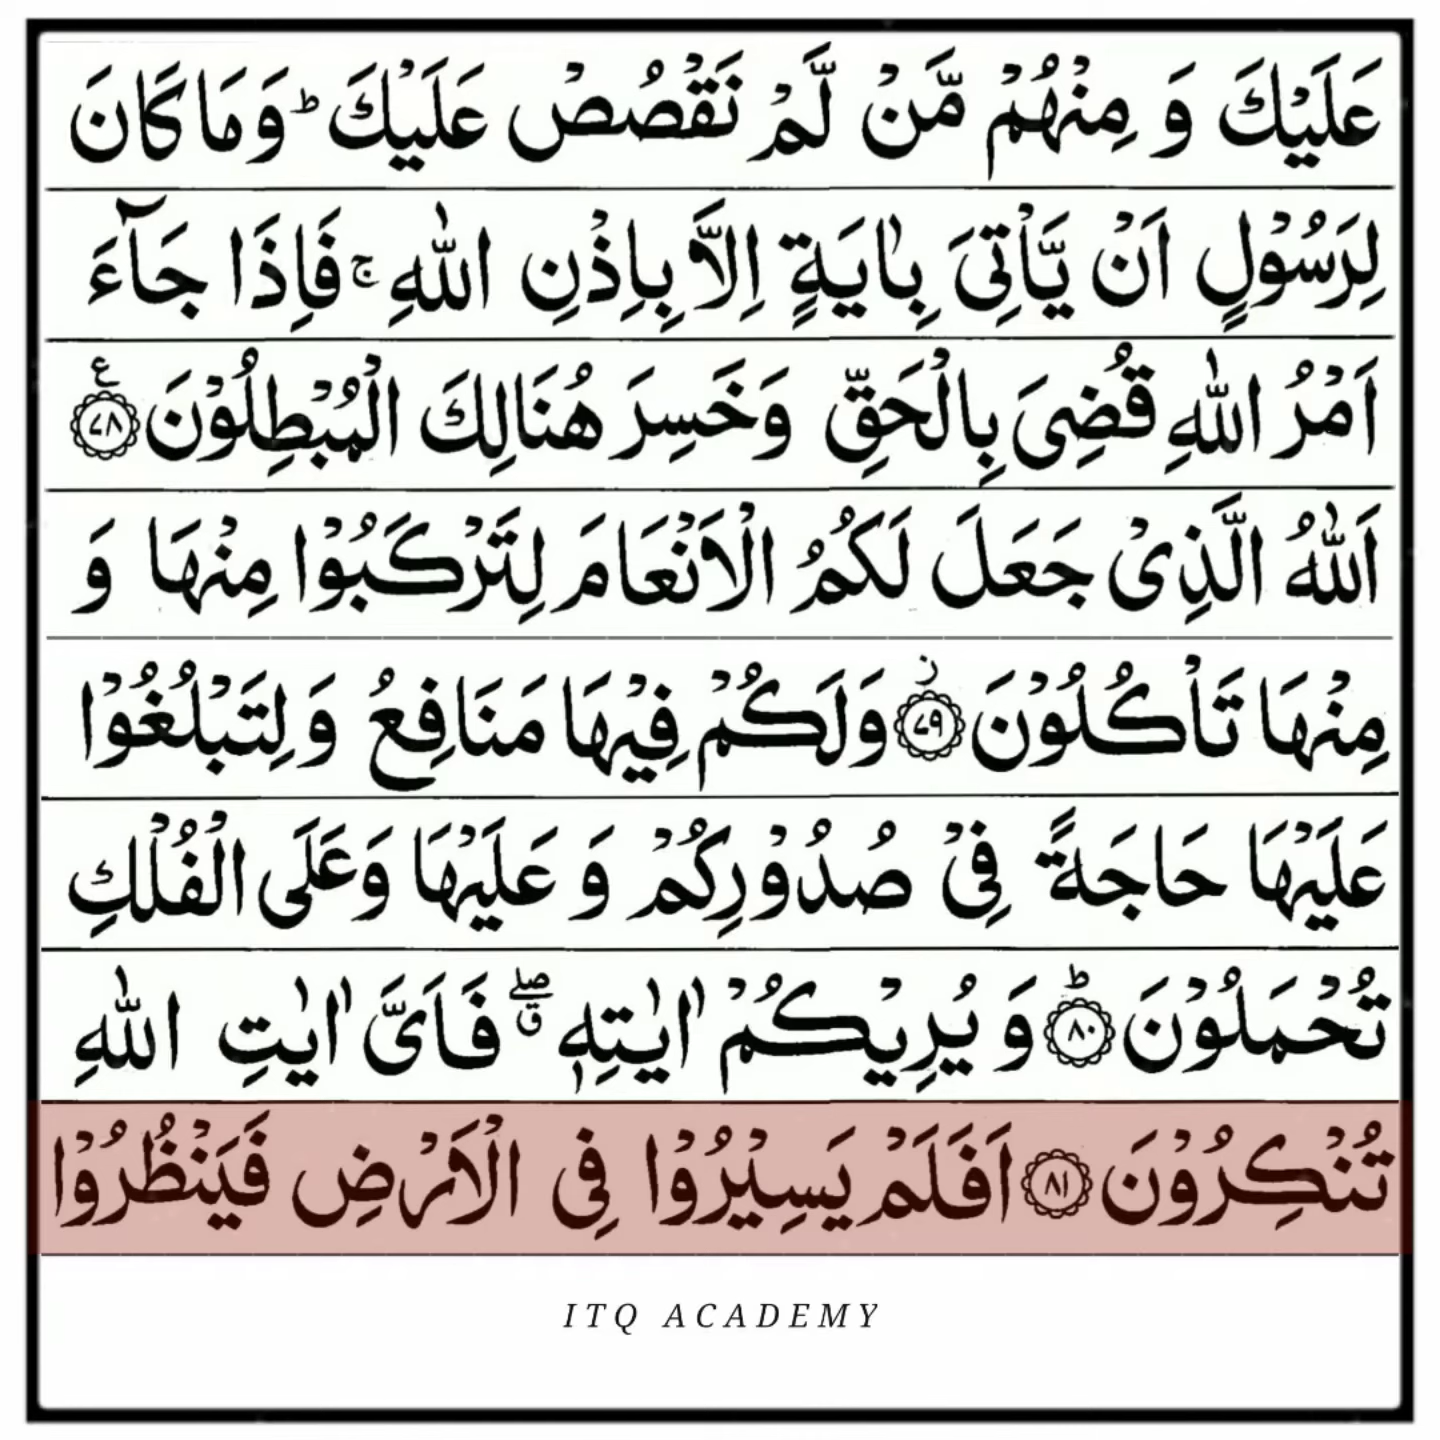 عَلَيۡكَ وَ مِنۡهُمۡ مَّنۡ لَّمۡ نَقۡصُصۡ عَلَيۡكَ ؕ وَمَا كَانَ
لِرَسُوۡلٍ اَنۡ يَّاۡتِىَ بِاٰيَةٍ اِلَّا بِاِذۡنِ اللّٰهِ ۚ فَاِذَا جَآءَ
اَمۡرُ اللّٰهِ قُضِىَ بِالۡحَقِّ وَخَسِرَ هُنَالِكَ الۡمُبۡطِلُوۡنَ ﴿۷۸﴾ ع
اَللّٰهُ الَّذِىۡ جَعَلَ لَكُمُ الۡاَنۡعَامَ لِتَرۡكَبُوۡا مِنۡهَا وَ
مِنۡهَا تَاۡكُلُوۡنَ ﴿۷۹﴾ ز وَلَكُمۡ فِيۡهَا مَنَافِعُ وَ لِتَبۡلُغُوۡا
عَلَيۡهَا حَاجَةً فِىۡ صُدُوۡرِكُمۡ وَ عَلَيۡهَا وَعَلَى الۡفُلۡكِ
تُحۡمَلُوۡنَ ﴿۸۰﴾ؕ وَ يُرِيۡكُمۡ اٰيٰتِهٖ ۖ ق فَاَىَّ اٰيٰتِ اللّٰهِ
تُنۡكِرُوۡنَ ﴿۸۱﴾ اَفَلَمۡ يَسِيۡرُوۡا فِى الۡاَرۡضِ فَيَنۡظُرُوۡا
ITQ ACADEMY